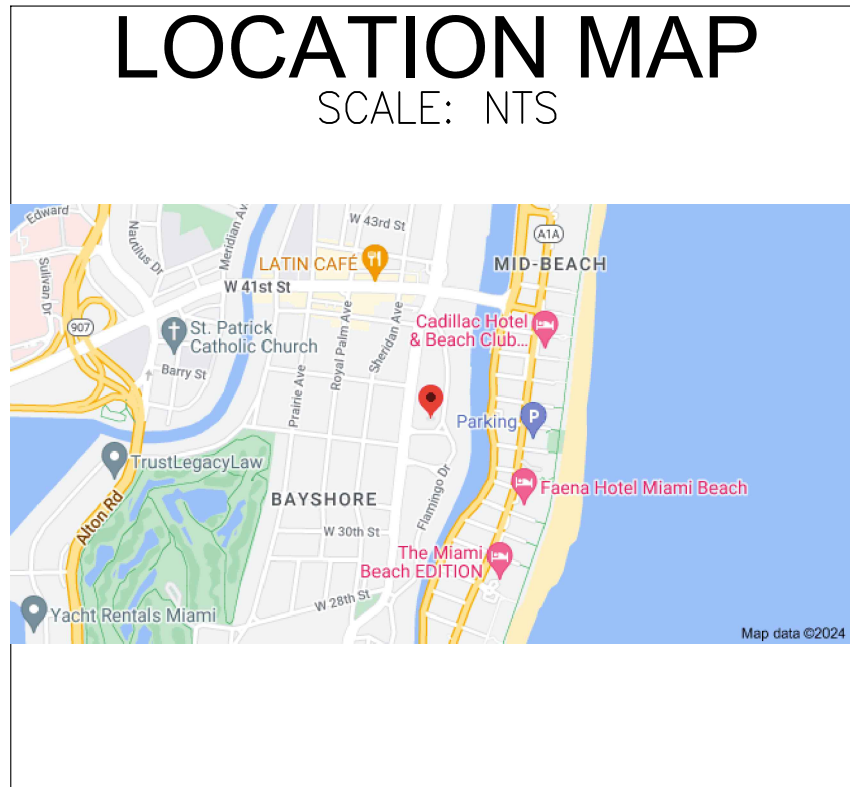 LOCATION MAP
SCALE: NTS
Edward
Nautilus Dr
Meridian Av
W 43rd St
A1A
LATIN CAFÉ
MID-BEACH
Sullivan Dr
W 41st St
907
St. Patrick
Catholic Church
Royal Palm Ave
Sheridan Ave
Cadillac Hotel
& Beach Club...
Barry St
Prairie Ave
Parking
P
TrustLegacyLaw
Alton Rd
BAYSHORE
Flamingo Dr
Faena Hotel Miami Beach
W 30th St
The Miami
Beach EDITION
W 28th St
Yacht Rentals Miami
Map data ©2024